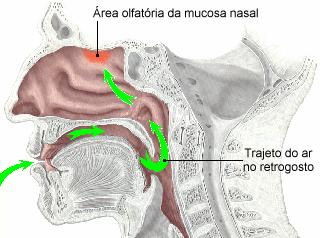 Área olfatória da mucosa nasal
Trajeto do ar
no retrogosto